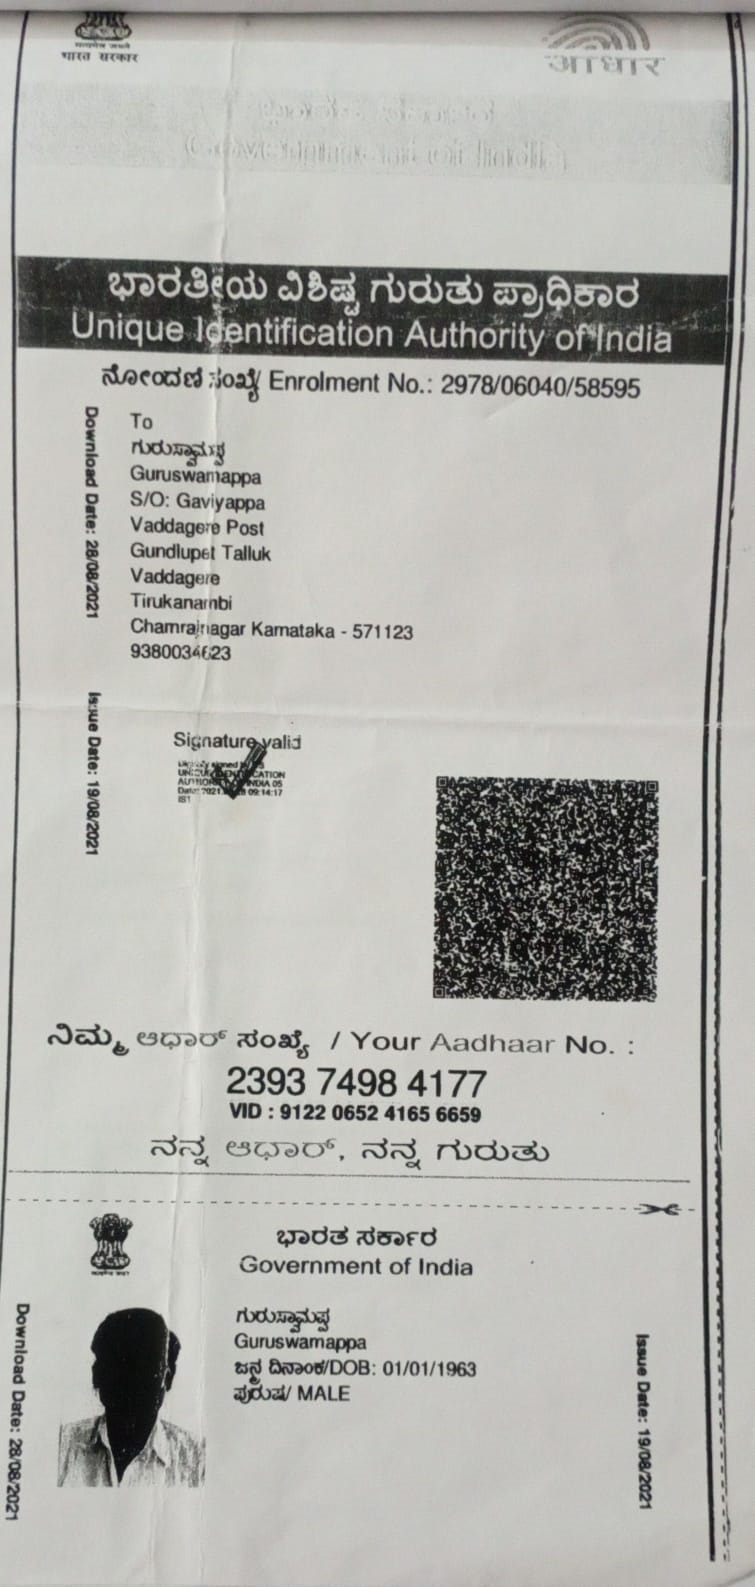 भारत सरकार
आधार
Government of India
ಭಾರತೀಯ ವಿಶಿಷ್ಟ ಗುರುತು ಪ್ರಾಧಿಕಾರ
Unique Identification Authority of India
ನೋಂದಣಿ ಸಂಖ್ಯೆ/ Enrolment No.: 2978/06040/58595
Download Date: 28/08/2021
To
ಗುರುಸ್ವಾಮಪ್ಪ
Guruswamappa
S/O: Gaviyappa
Vaddagere Post
Gundlupet Talluk
Vaddagere
Tirukanambi
Chamrajnagar Karnataka - 571123
9380034623
Issue Date: 19/08/2021
Signature valid
ನಿಮ್ಮ ಆಧಾರ್ ಸಂಖ್ಯೆ / Your Aadhaar No. :
2393 7498 4177
VID : 9122 0652 4165 6659
ನನ್ನ ಆಧಾರ್, ನನ್ನ ಗುರುತು
ಭಾರತ ಸರ್ಕಾರ
Government of India
Download Date: 28/08/2021
ಗುರುಸ್ವಾಮಪ್ಪ
Guruswamappa
ಜನ್ಮ ದಿನಾಂಕ/DOB: 01/01/1963
ಪುರುಷ/ MALE
Issue Date: 19/08/2021